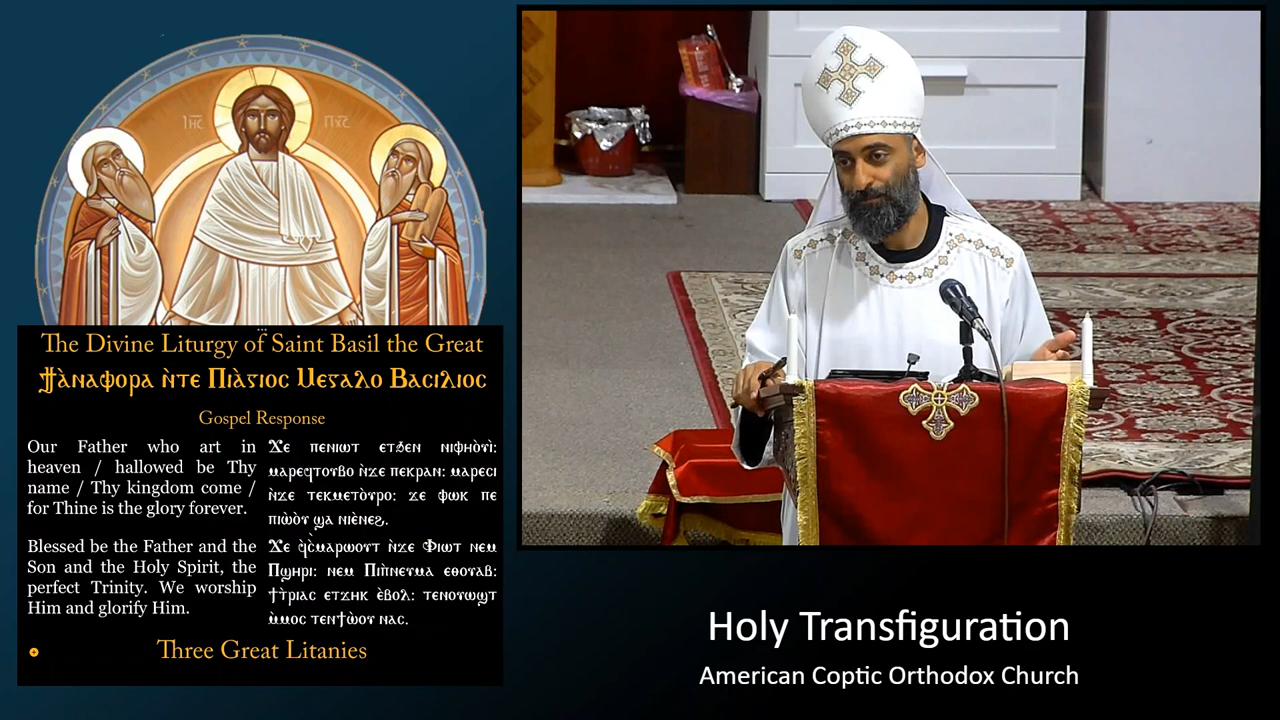 ⲒⲎ̅Ⲥ̅ ⲠⲬ̅Ⲥ̅
The Divine Liturgy of Saint Basil the Great
Ϯⲁ̀ⲛⲁⲫⲟⲣⲁ ⲛ̀ⲧⲉ Ⲡⲓⲁ̀ⲅⲓⲟⲥ Ⲙⲉⲅⲁⲗⲟ Ⲃⲁⲥⲓⲗⲓⲟⲥ
Gospel Response
Our Father who art in
heaven / hallowed be Thy
name / Thy kingdom come /
for Thine is the glory forever.
Ϫⲉ ⲡⲉⲛⲓⲱⲧ ⲉⲧϧⲉⲛ ⲛⲓⲫⲏⲟⲩⲓ̀:
ⲙⲁⲣⲉϥⲧⲟⲩⲃⲟ ⲛ̀ϫⲉ ⲡⲉⲕⲣⲁⲛ: ⲙⲁⲣⲉⲥⲓ
ⲛ̀ϫⲉ ⲧⲉⲕⲙⲉⲧⲟⲩⲣⲟ: ϫⲉ ⲫⲱⲕ ⲡⲉ
ⲡⲓⲱ̀ⲟⲩ ϣⲁ ⲛⲓⲉ̀ⲛⲉϩ.
Blessed be the Father and the
Son and the Holy Spirit, the
perfect Trinity. We worship
Him and glorify Him.
Ϫⲉ ϥ̀ⲥ̀ⲙⲁⲣⲱⲟⲩⲧ ⲛ̀ϫⲉ Ⲫⲓⲱⲧ ⲛⲉⲙ
Ⲡϣⲏⲣⲓ: ⲛⲉⲙ Ⲡⲓⲡ̀ⲛⲉⲩⲙⲁ ⲉⲑⲟⲩⲁⲃ:
ϯⲧ̀ⲣⲓⲁⲥ ⲉⲧϫⲏⲕ ⲉ̀ⲃⲟⲗ: ⲧⲉⲛⲟⲩⲱϣⲧ
ⲙ̀ⲙⲟⲥ ⲧⲉⲛϯⲱ̀ⲟⲩ ⲛⲁⲥ.
Three Great Litanies
Holy Transfiguration
American Coptic Orthodox Church